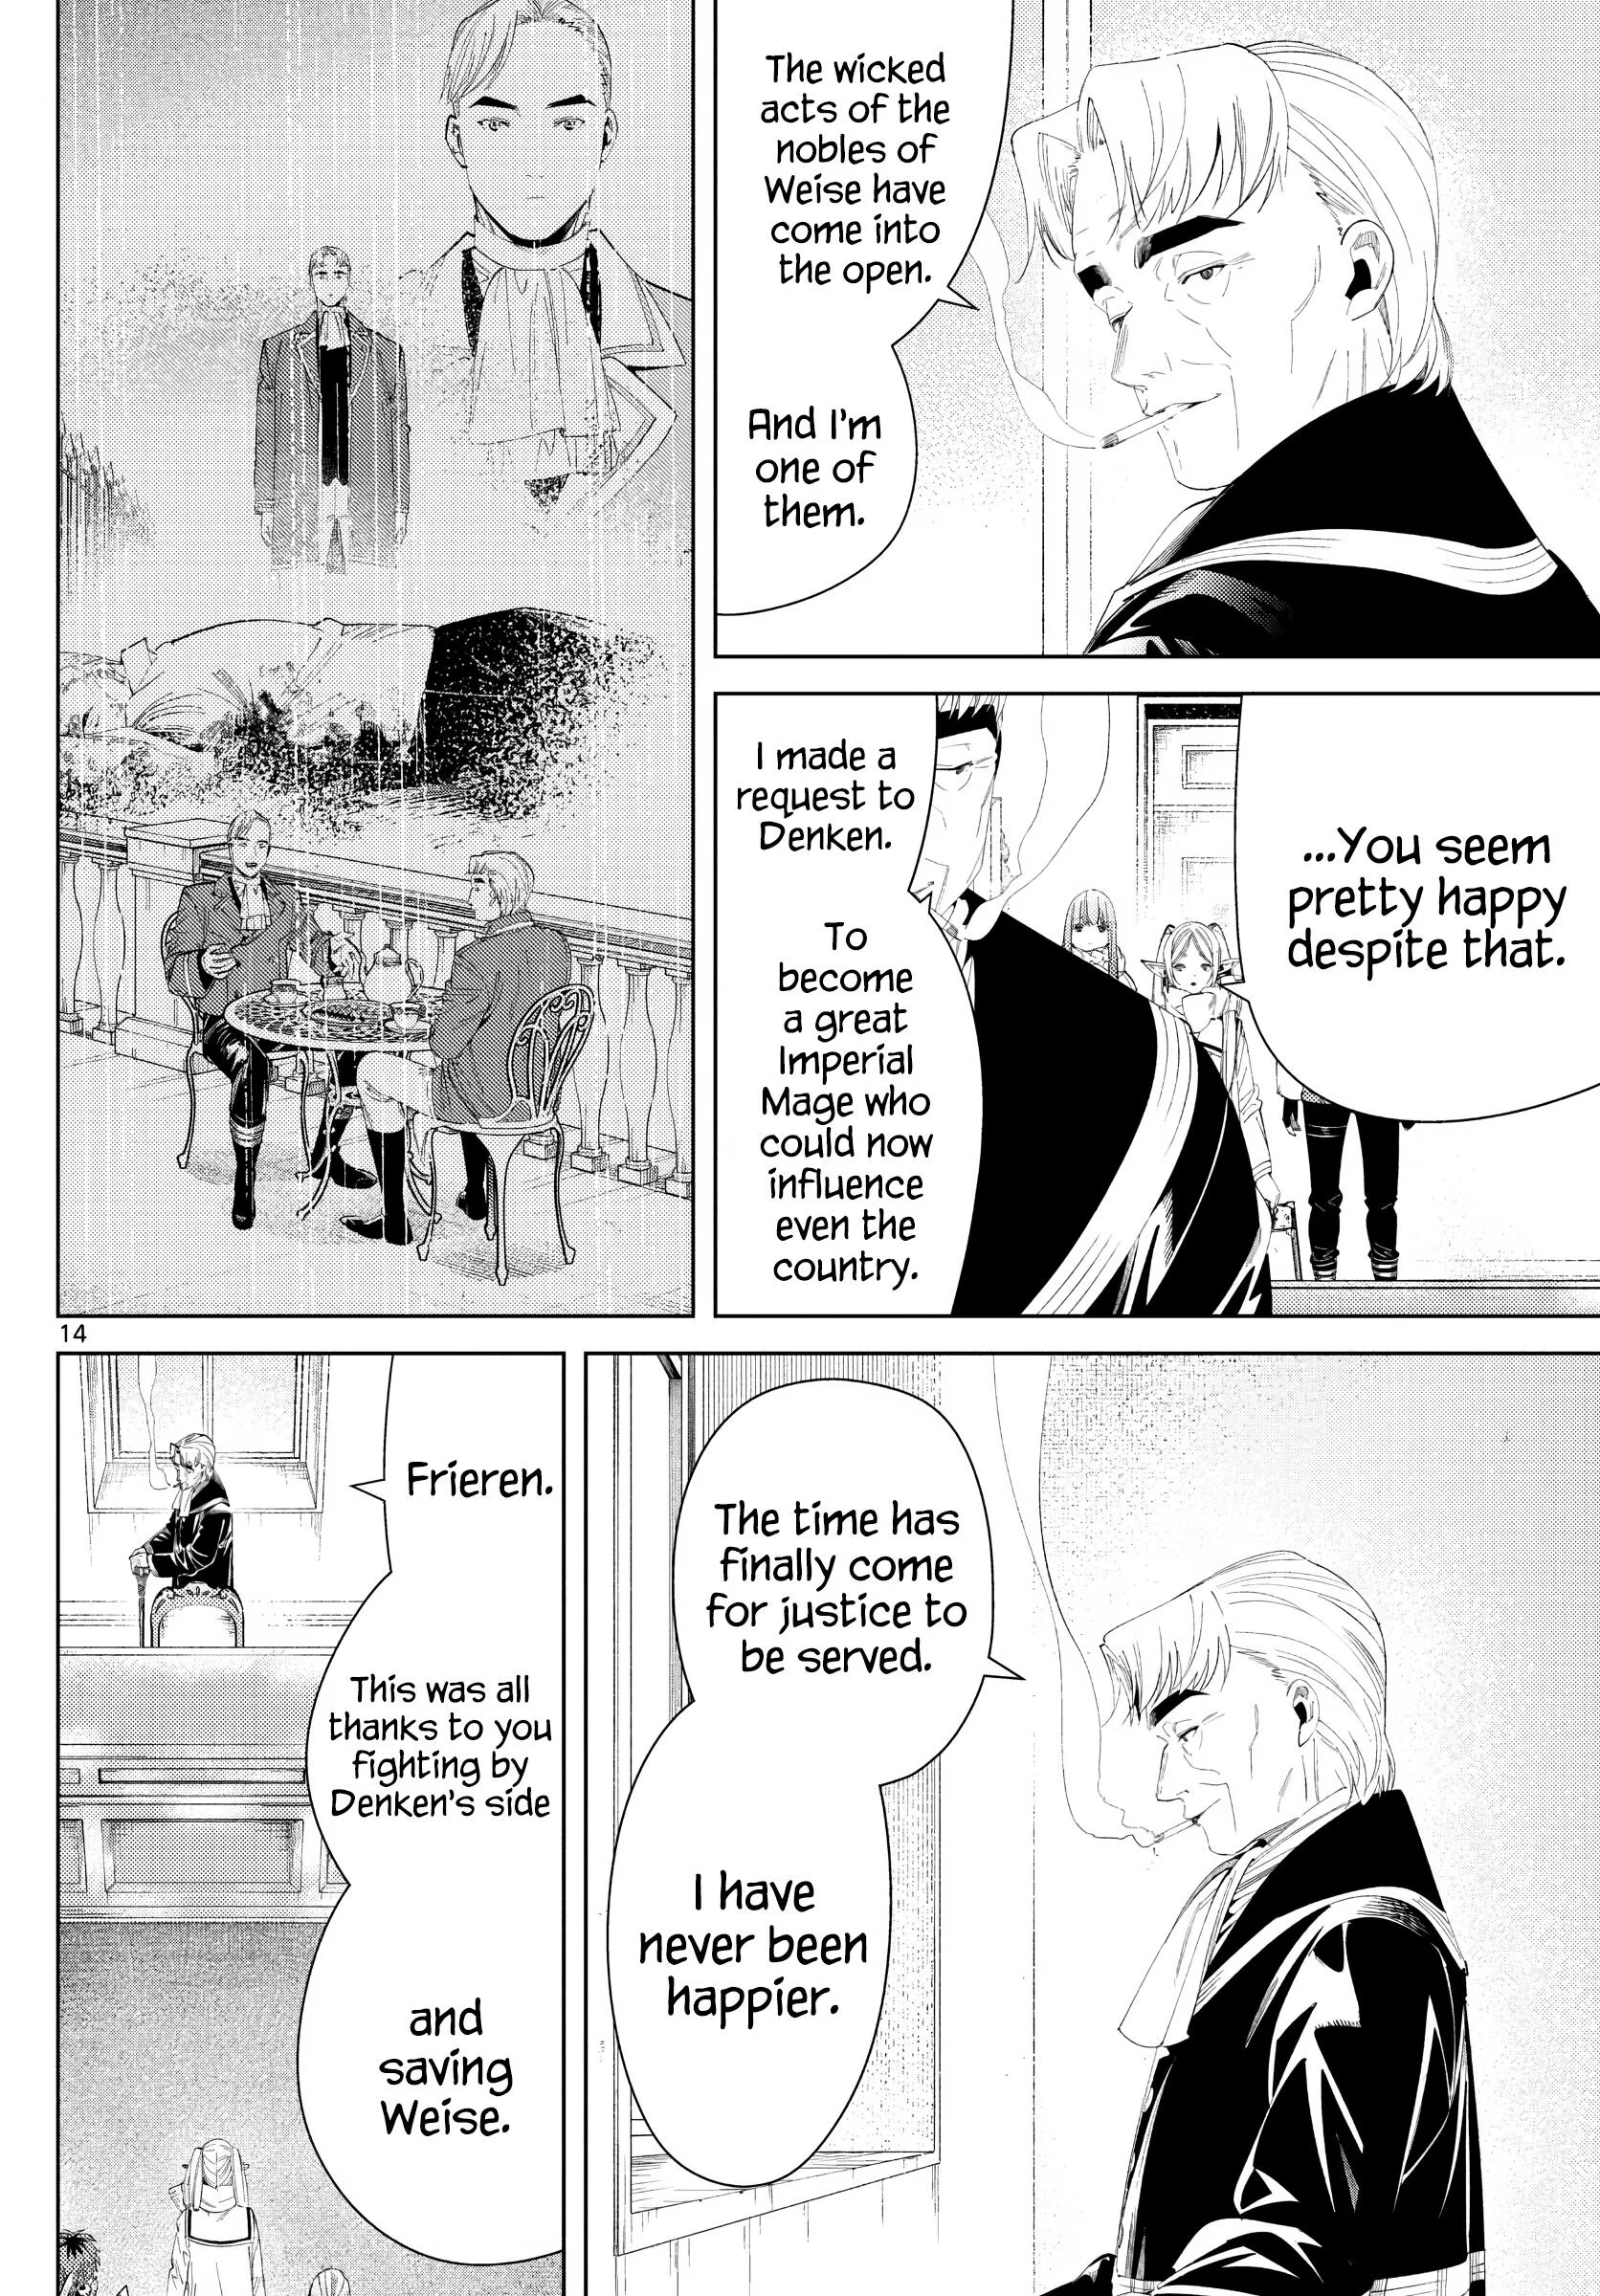 The wicked
acts of the
nobles of
Weise have
come into
the open.
And I'm
one of
them.
...You seem
pretty happy
despite that.
I made a
request to
Denken.
To
become
a great
Imperial
Mage who
could now
influence
even the
country.
The time has
finally come
for justice to
be served.
I have
never been
happier.
Frieren.
This was all
thanks to you
fighting by
Denken's side
and
saving
Weise.
14